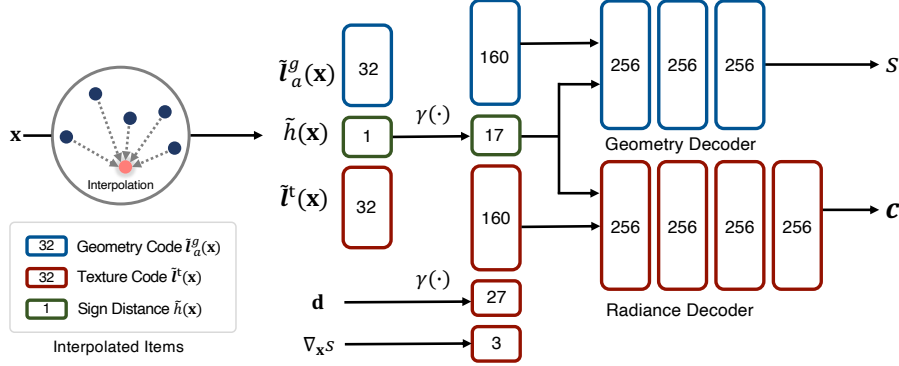 x
Interpolation
l̃ᵍₐ(x)
32
160
256
256
256
s
h̃(x)
1
γ(·)
17
Geometry Decoder
l̃ᵗ(x)
32
160
256
256
256
256
c
Radiance Decoder
d
γ(·)
27
∇ₓs
3
32 Geometry Code l̃ᵍₐ(x)
32 Texture Code l̃ᵗ(x)
1 Sign Distance h̃(x)
Interpolated Items